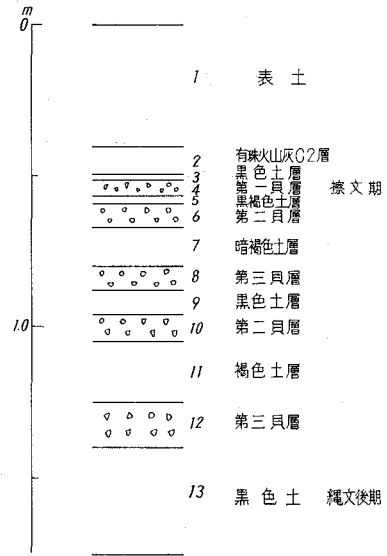 m
0
1 表土
2 有珠火山灰C2層
3 黒色土層
4 第一貝層 擦文期
5 黒褐色土層
6 第二貝層
7 暗褐色土層
8 第三貝層
9 黒色土層
1.0
10 第二貝層
11 褐色土層
12 第三貝層
13 黒色土 縄文後期